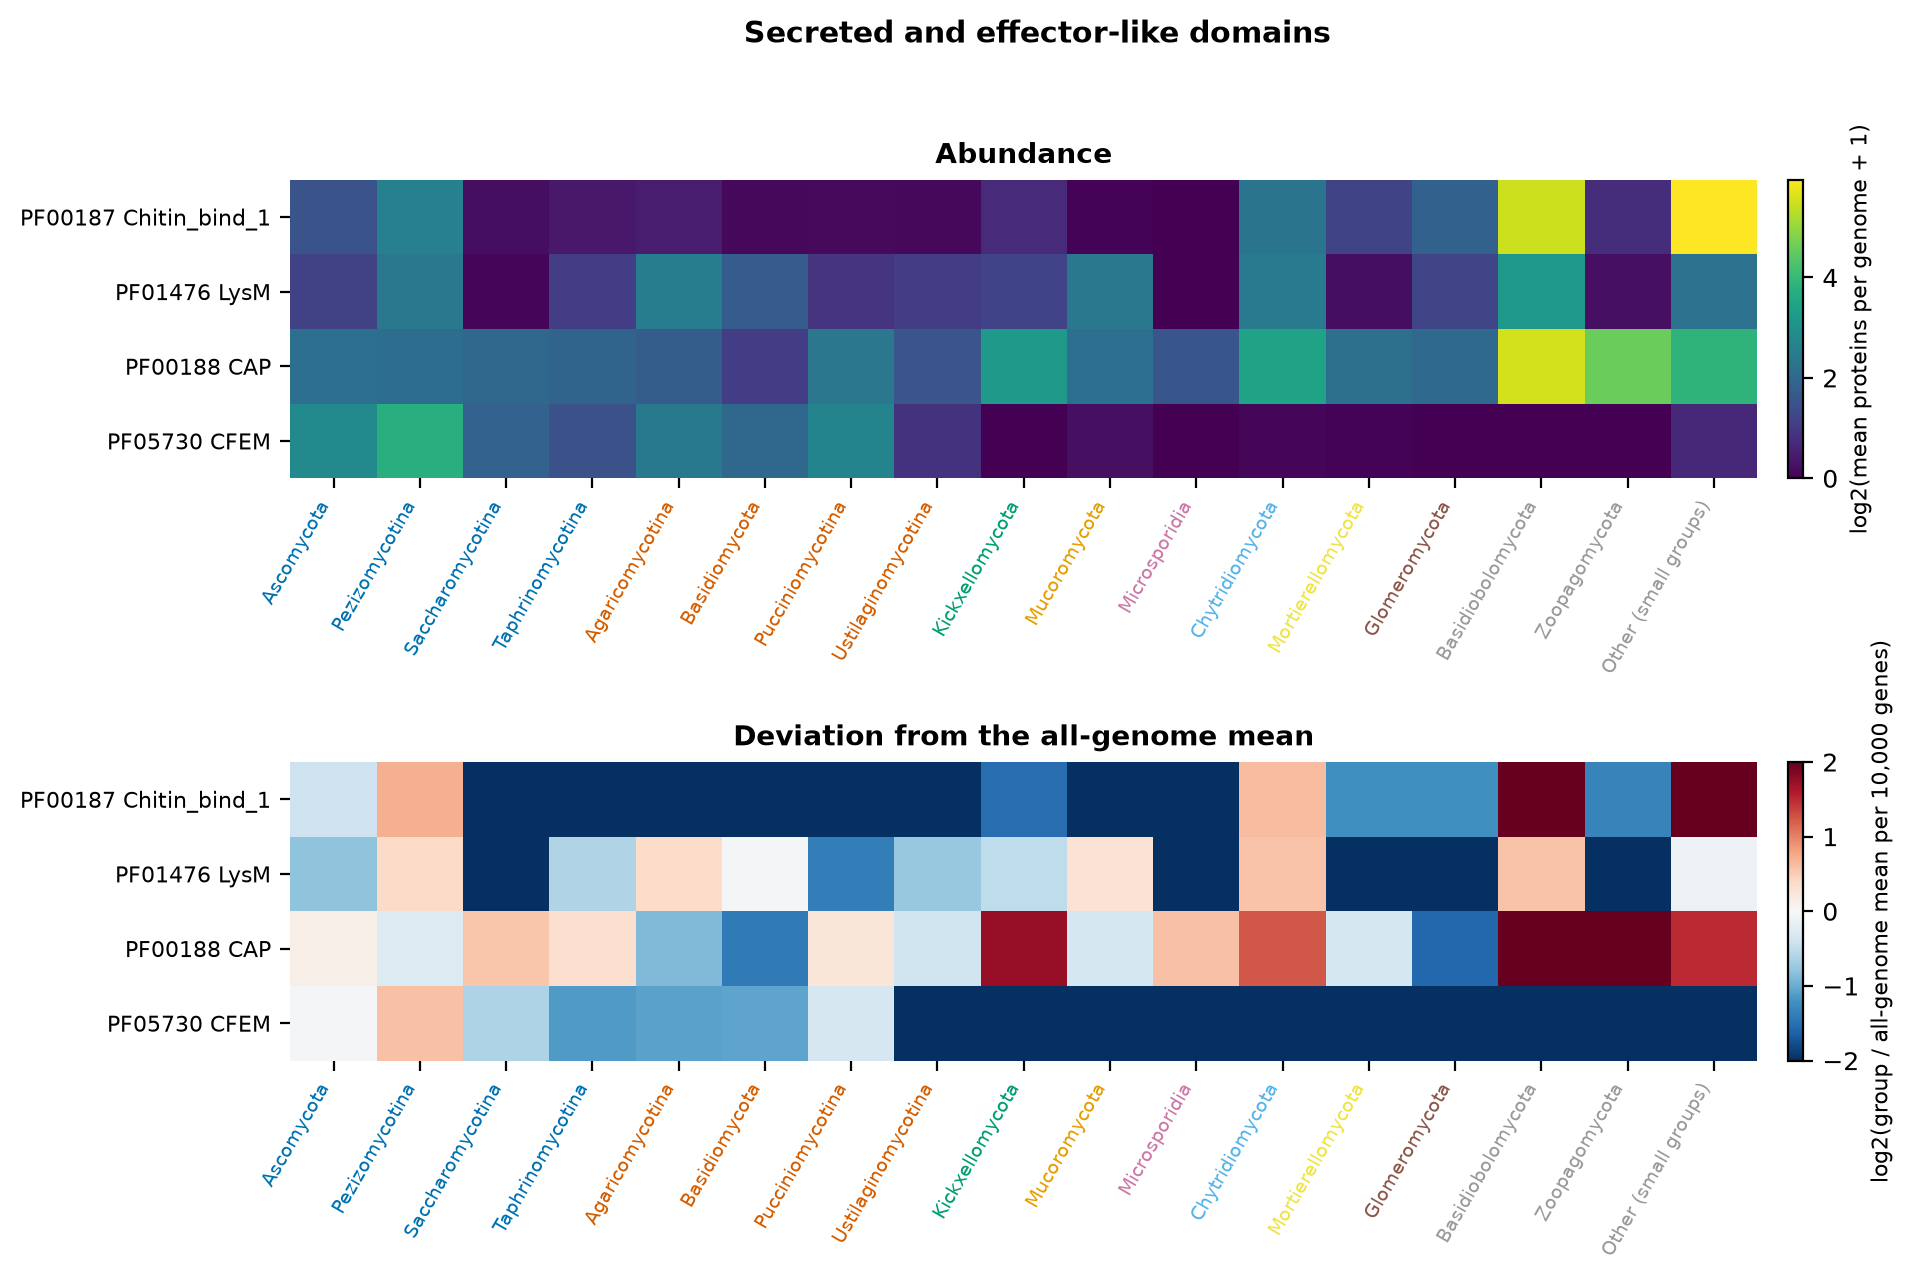 Secreted and effector-like domains
Abundance
PF00187 Chitin_bind_1
PF01476 LysM
PF00188 CAP
PF05730 CFEM
Ascomycota
Pezizomycotina
Saccharomycotina
Taphrinomycotina
Agaricomycotina
Basidiomycota
Pucciniomycotina
Ustilaginomycotina
Kickxellomycota
Mucoromycota
Microsporidia
Chytridiomycota
Mortierellomycota
Glomeromycota
Basidiobolomycota
Zoopagomycota
Other (small groups)
4
2
0
log2(mean proteins per genome + 1)
Deviation from the all-genome mean
PF00187 Chitin_bind_1
PF01476 LysM
PF00188 CAP
PF05730 CFEM
Ascomycota
Pezizomycotina
Saccharomycotina
Taphrinomycotina
Agaricomycotina
Basidiomycota
Pucciniomycotina
Ustilaginomycotina
Kickxellomycota
Mucoromycota
Microsporidia
Chytridiomycota
Mortierellomycota
Glomeromycota
Basidiobolomycota
Zoopagomycota
Other (small groups)
2
1
0
−1
−2
log2(group / all-genome mean per 10,000 genes)